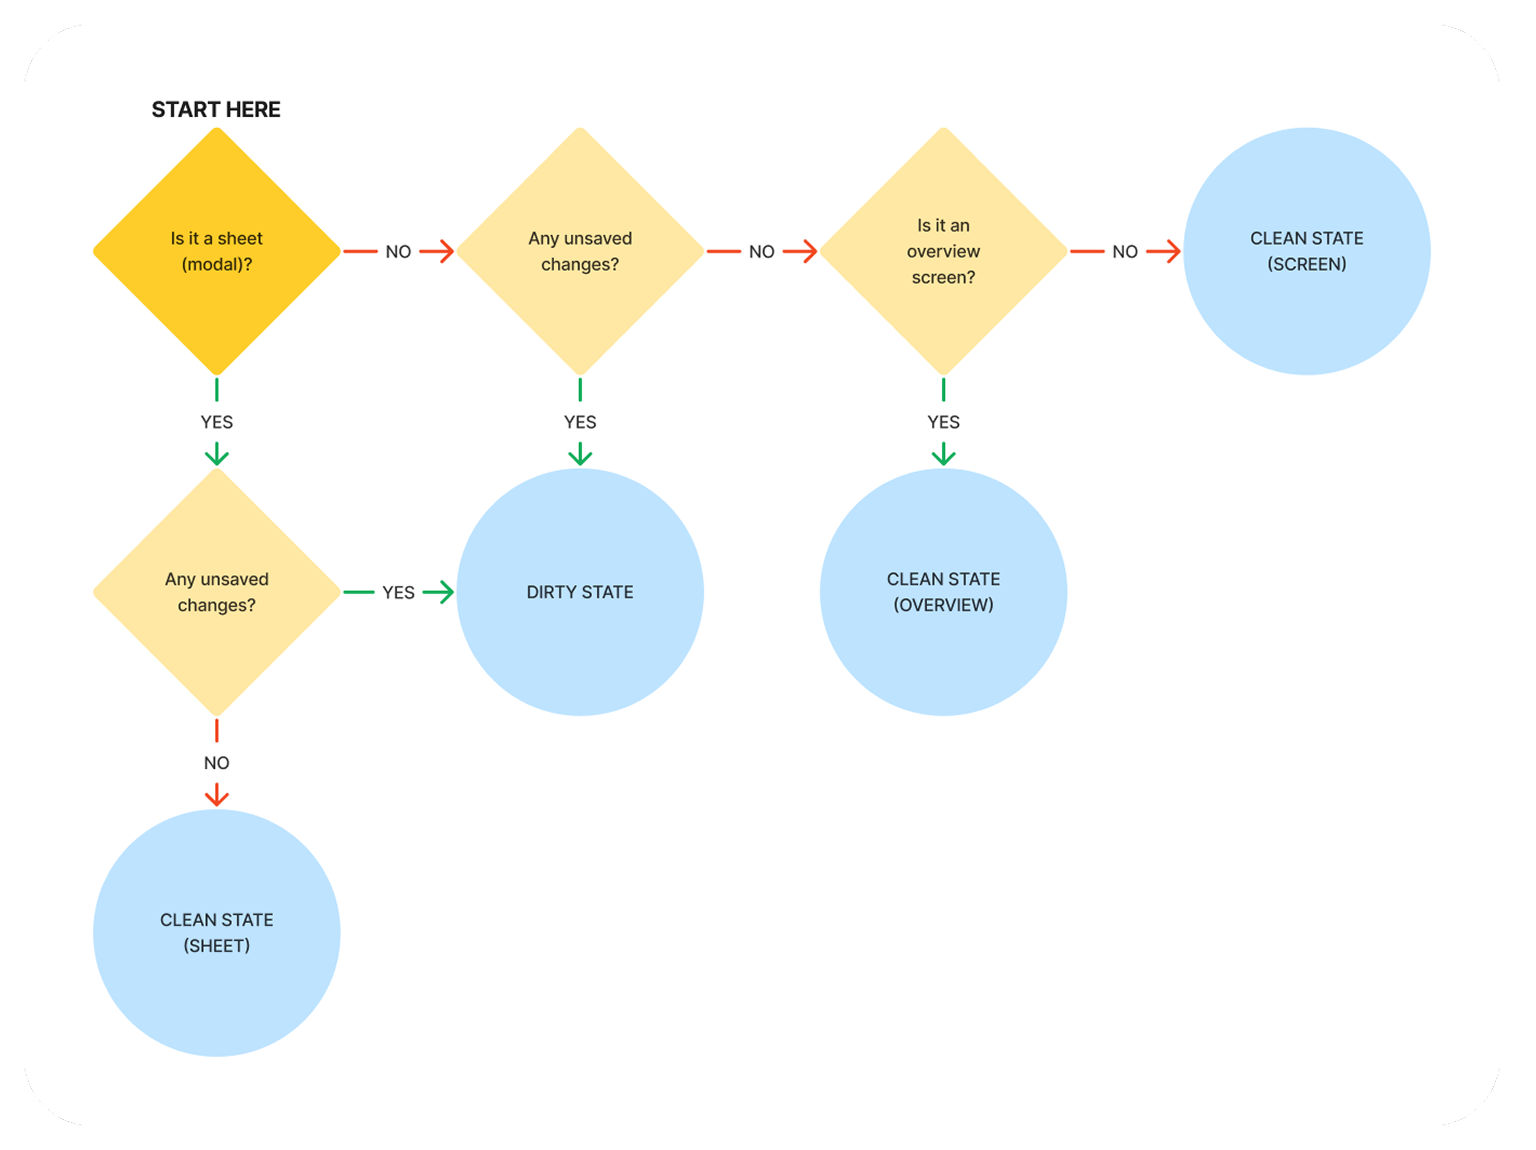 START HERE
Is it a sheet
(modal)?
NO
Any unsaved
changes?
NO
Is it an
overview
screen?
NO
CLEAN STATE
(SCREEN)
YES
YES
YES
Any unsaved
changes?
YES
DIRTY STATE
CLEAN STATE
(OVERVIEW)
NO
CLEAN STATE
(SHEET)